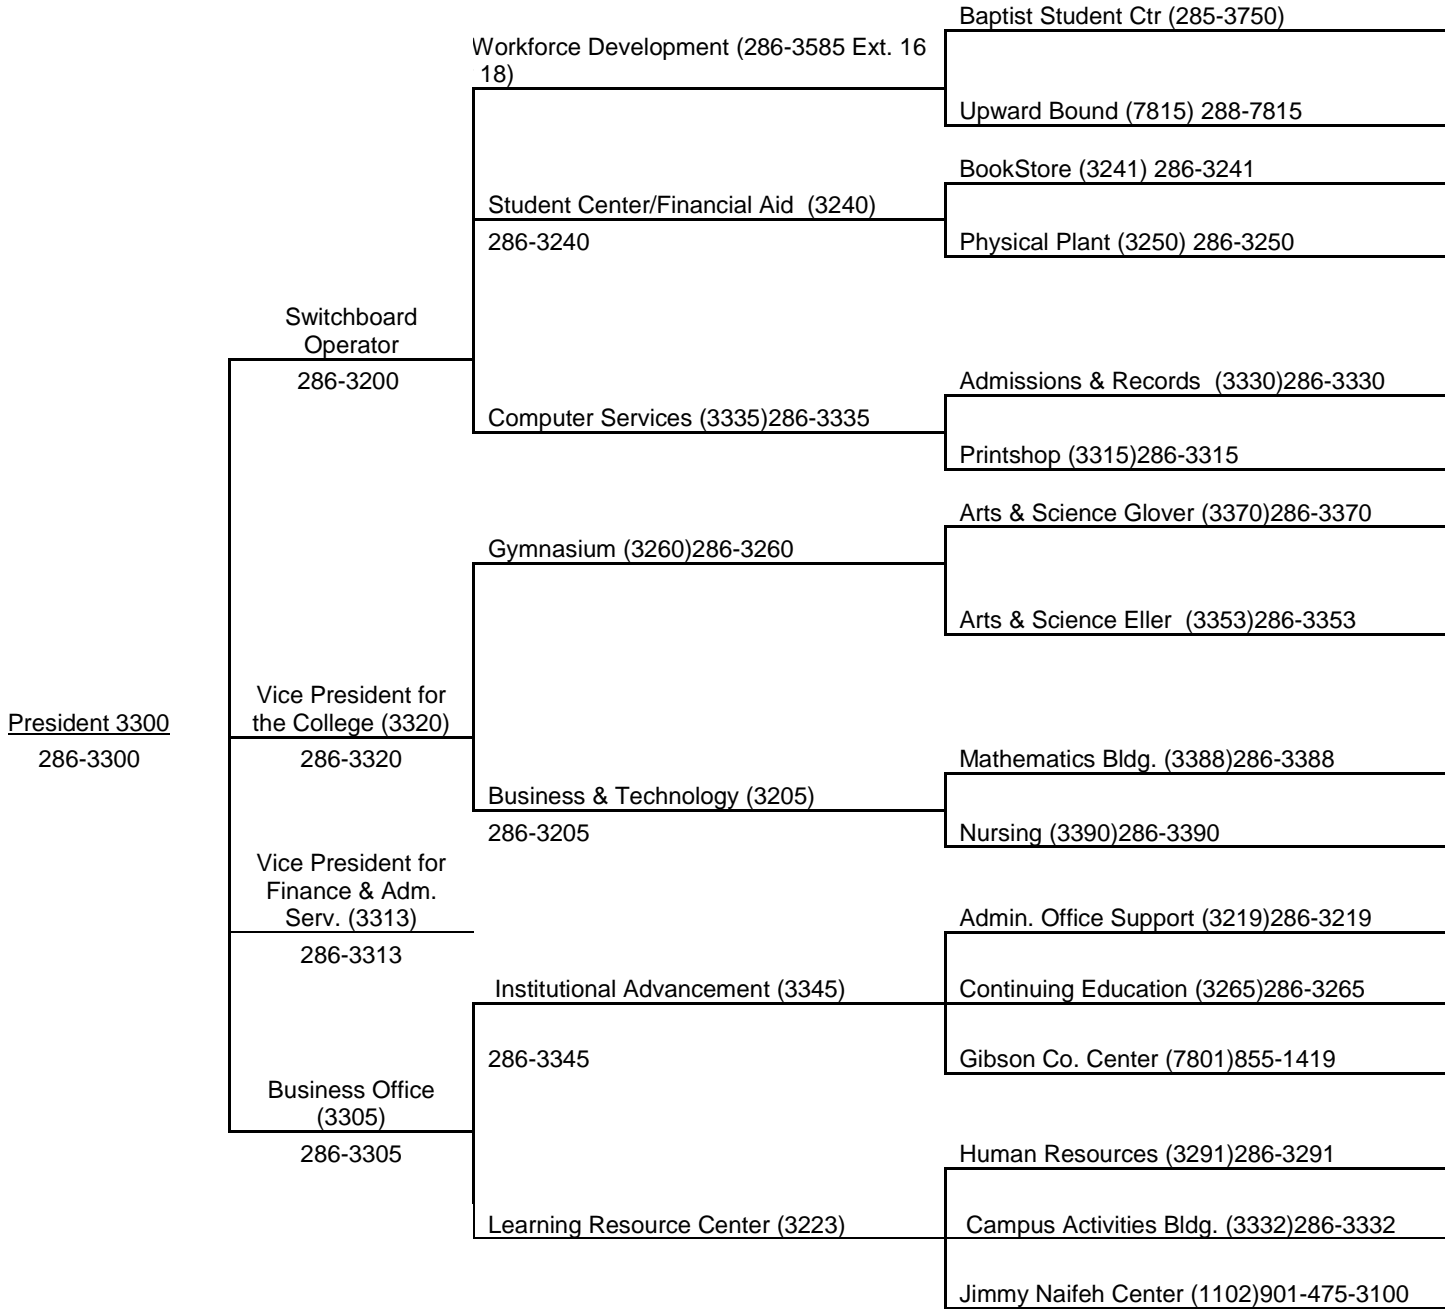 Baptist Student Ctr (285-3750)
Workforce Development (286-3585 Ext. 16
18)
Upward Bound (7815) 288-7815
BookStore (3241) 286-3241
Student Center/Financial Aid  (3240)
286-3240
Physical Plant (3250) 286-3250
Switchboard
Operator
286-3200
Admissions & Records  (3330)286-3330
Computer Services (3335)286-3335
Printshop (3315)286-3315
Arts & Science Glover (3370)286-3370
Gymnasium (3260)286-3260
Arts & Science Eller  (3353)286-3353
Vice President for
the College (3320)
286-3320
President 3300
286-3300
Mathematics Bldg. (3388)286-3388
Business & Technology (3205)
286-3205
Nursing (3390)286-3390
Vice President for
Finance & Adm.
Serv. (3313)
286-3313
Admin. Office Support (3219)286-3219
Institutional Advancement (3345)
286-3345
Continuing Education (3265)286-3265
Gibson Co. Center (7801)855-1419
Business Office
(3305)
286-3305
Human Resources (3291)286-3291
Learning Resource Center (3223)
Campus Activities Bldg. (3332)286-3332
Jimmy Naifeh Center (1102)901-475-3100